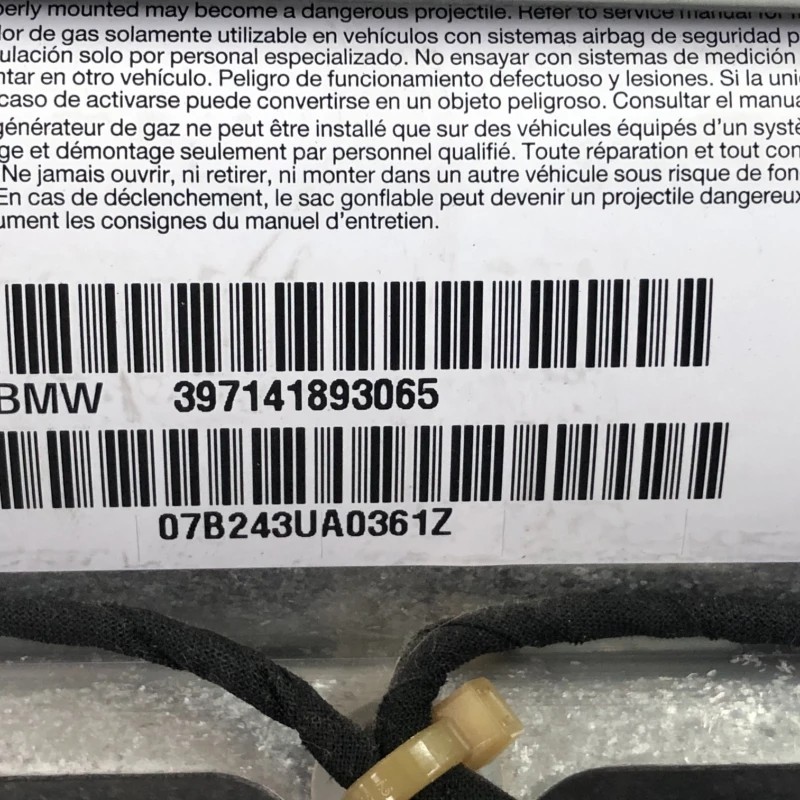 perly mounted may become a dangerous projectile. Refer to service manual for
lor de gas solamente utilizable en vehículos con sistemas airbag de seguridad p
ulación solo por personal especializado. No ensayar con sistemas de medición
ntar en otro vehículo. Peligro de funcionamiento defectuoso y lesiones. Si la uni
caso de activarse puede convertirse en un objeto peligroso. Consultar el manua
générateur de gaz ne peut être installé que sur des véhicules équipés d'un systè
ge et démontage seulement par personnel qualifié. Toute réparation et tout con
Ne jamais ouvrir, ni retirer, ni monter dans un autre véhicule sous risque de fon
En cas de déclenchement, le sac gonflable peut devenir un projectile dangereux
ument les consignes du manuel d'entretien.
BMW 397141893065
07B243UA0361Z